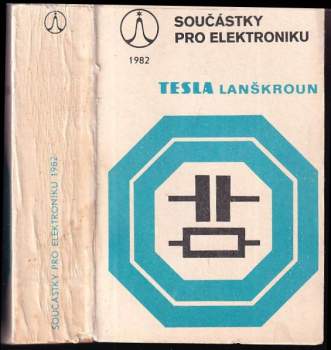 SOUČÁSTKY
PRO ELEKTRONIKU
1982
TESLA LANŠKROUN
SOUČÁSTKY PRO ELEKTRONIKU 1982